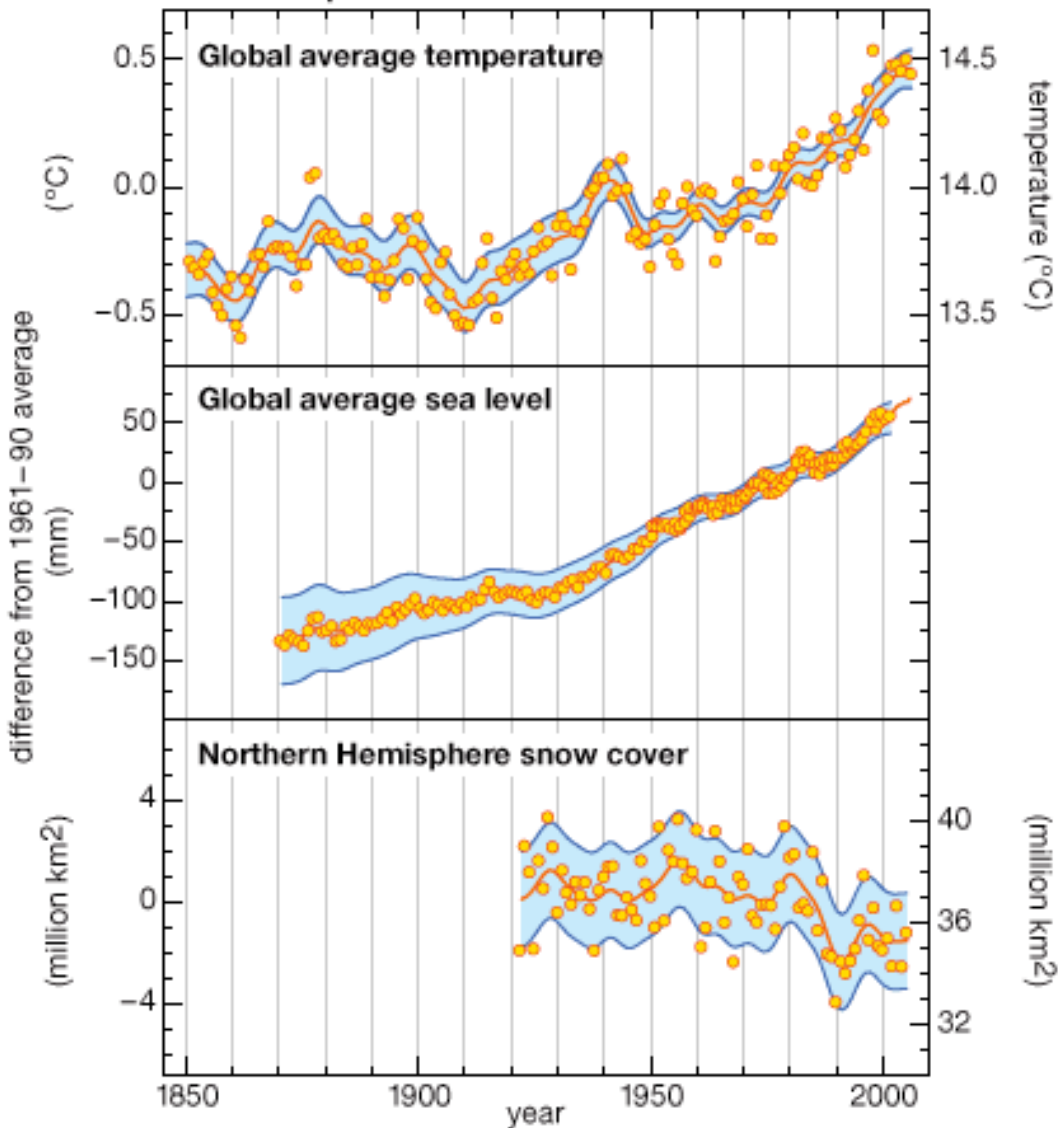 Global average temperature
0.5
0.0
−0.5
(°C)
14.5
14.0
13.5
temperature (°C)
Global average sea level
50
0
−50
−100
−150
difference from 1961–90 average
(mm)
Northern Hemisphere snow cover
4
0
−4
(million km2)
40
36
32
(million km2)
1850
1900
1950
2000
year